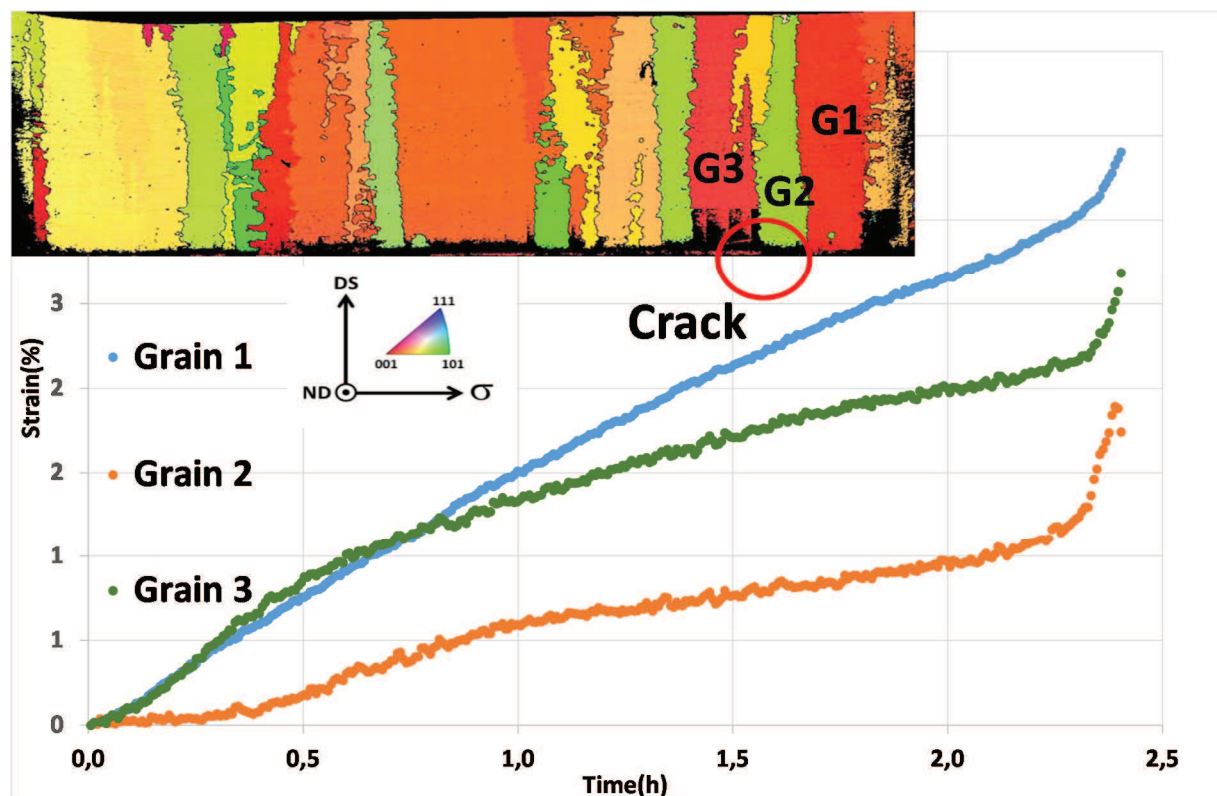 G1
G3
G2
Crack
DS
111
001
101
ND
σ
Strain(%)
3
2
2
1
1
0
Grain 1
Grain 2
Grain 3
0,0
0,5
1,0
1,5
2,0
2,5
Time(h)